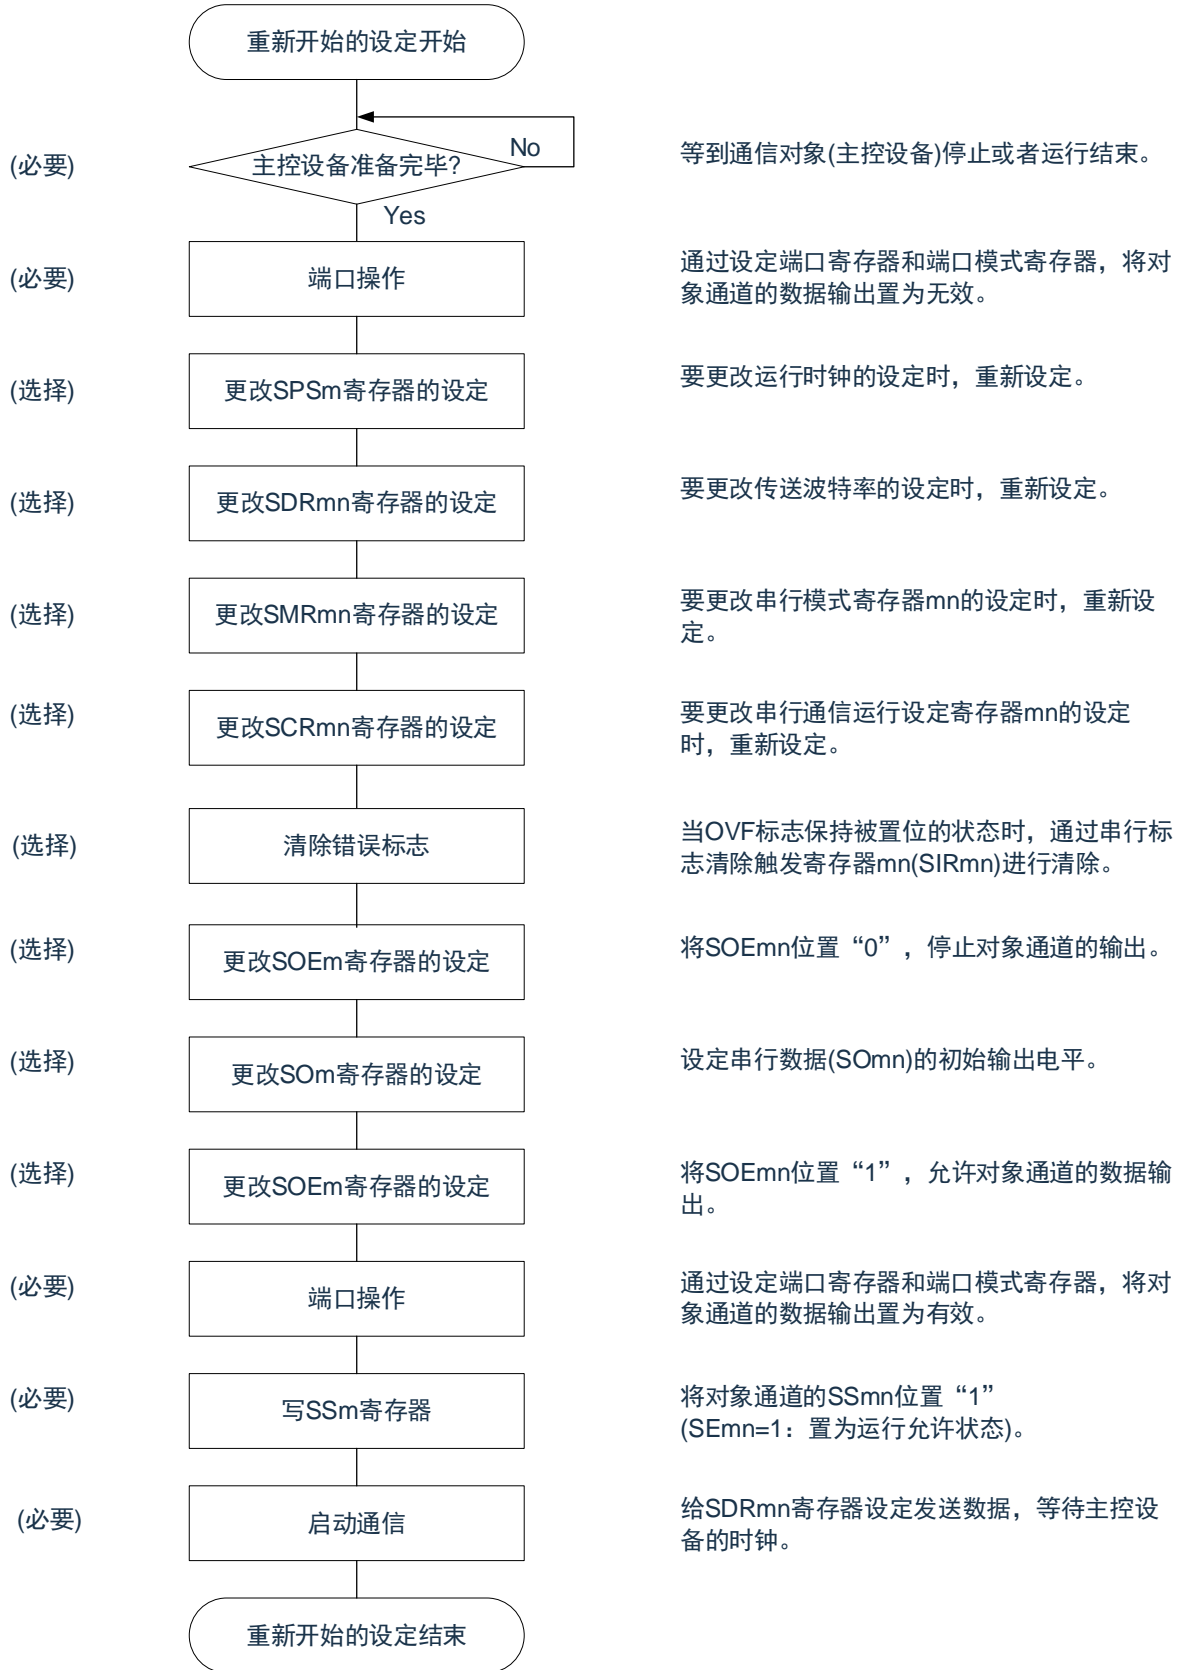 重新开始的设定开始
(必要)
主控设备准备完毕?
No
等到通信对象(主控设备)停止或者运行结束。
Yes
(必要)
端口操作
通过设定端口寄存器和端口模式寄存器，将对
象通道的数据输出置为无效。
(选择)
更改SPSm寄存器的设定
要更改运行时钟的设定时，重新设定。
(选择)
更改SDRmn寄存器的设定
要更改传送波特率的设定时，重新设定。
(选择)
更改SMRmn寄存器的设定
要更改串行模式寄存器mn的设定时，重新设
定。
(选择)
更改SCRmn寄存器的设定
要更改串行通信运行设定寄存器mn的设定
时，重新设定。
(选择)
清除错误标志
当OVF标志保持被置位的状态时，通过串行标
志清除触发寄存器mn(SIRmn)进行清除。
(选择)
更改SOEm寄存器的设定
将SOEmn位置“0”，停止对象通道的输出。
(选择)
更改SOm寄存器的设定
设定串行数据(SOmn)的初始输出电平。
(选择)
更改SOEm寄存器的设定
将SOEmn位置“1”，允许对象通道的数据输
出。
(必要)
端口操作
通过设定端口寄存器和端口模式寄存器，将对
象通道的数据输出置为有效。
(必要)
写SSm寄存器
将对象通道的SSmn位置“1”
(SEmn=1：置为运行允许状态)。
(必要)
启动通信
给SDRmn寄存器设定发送数据，等待主控设
备的时钟。
重新开始的设定结束